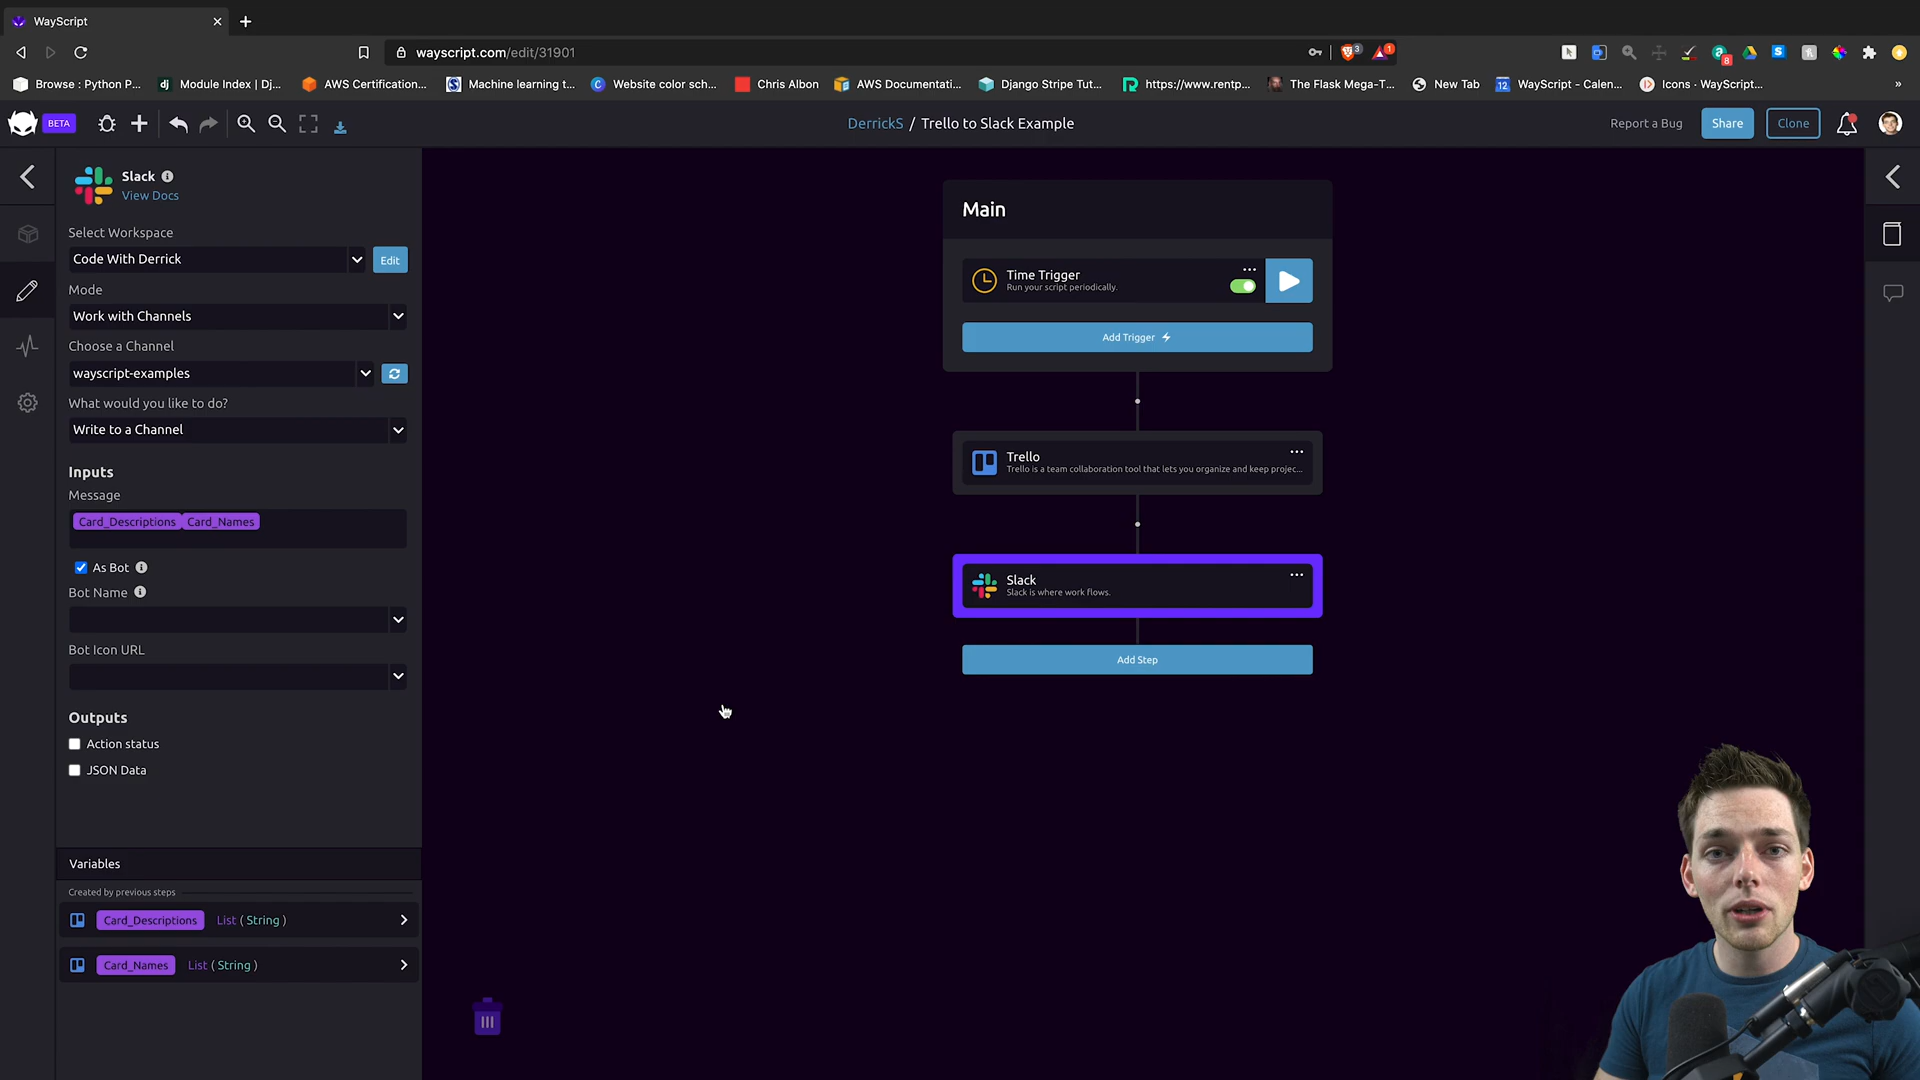 WayScript
wayscript.com/edit/31901
3
1
8
Browse : Python P...
Module Index | Dj...
AWS Certification...
Machine learning t...
Website color sch...
Chris Albon
AWS Documentati...
Django Stripe Tut...
https://www.rentp...
The Flask Mega-T...
New Tab
12
WayScript - Calen...
Icons · WayScript...
»
BETA
DerrickS / Trello to Slack Example
Report a Bug
Share
Clone
Slack
View Docs
Select Workspace
Code With Derrick
Edit
Mode
Work with Channels
Choose a Channel
wayscript-examples
What would you like to do?
Write to a Channel
Inputs
Message
Card_Descriptions Card_Names
As Bot
Bot Name
Bot Icon URL
Outputs
Action status
JSON Data
Variables
Created by previous steps
Card_Descriptions List ( String )
Card_Names List ( String )
Main
Time Trigger
Run your script periodically.
Add Trigger
Trello
Trello is a team collaboration tool that lets you organize and keep projec...
Slack
Slack is where work flows.
Add Step